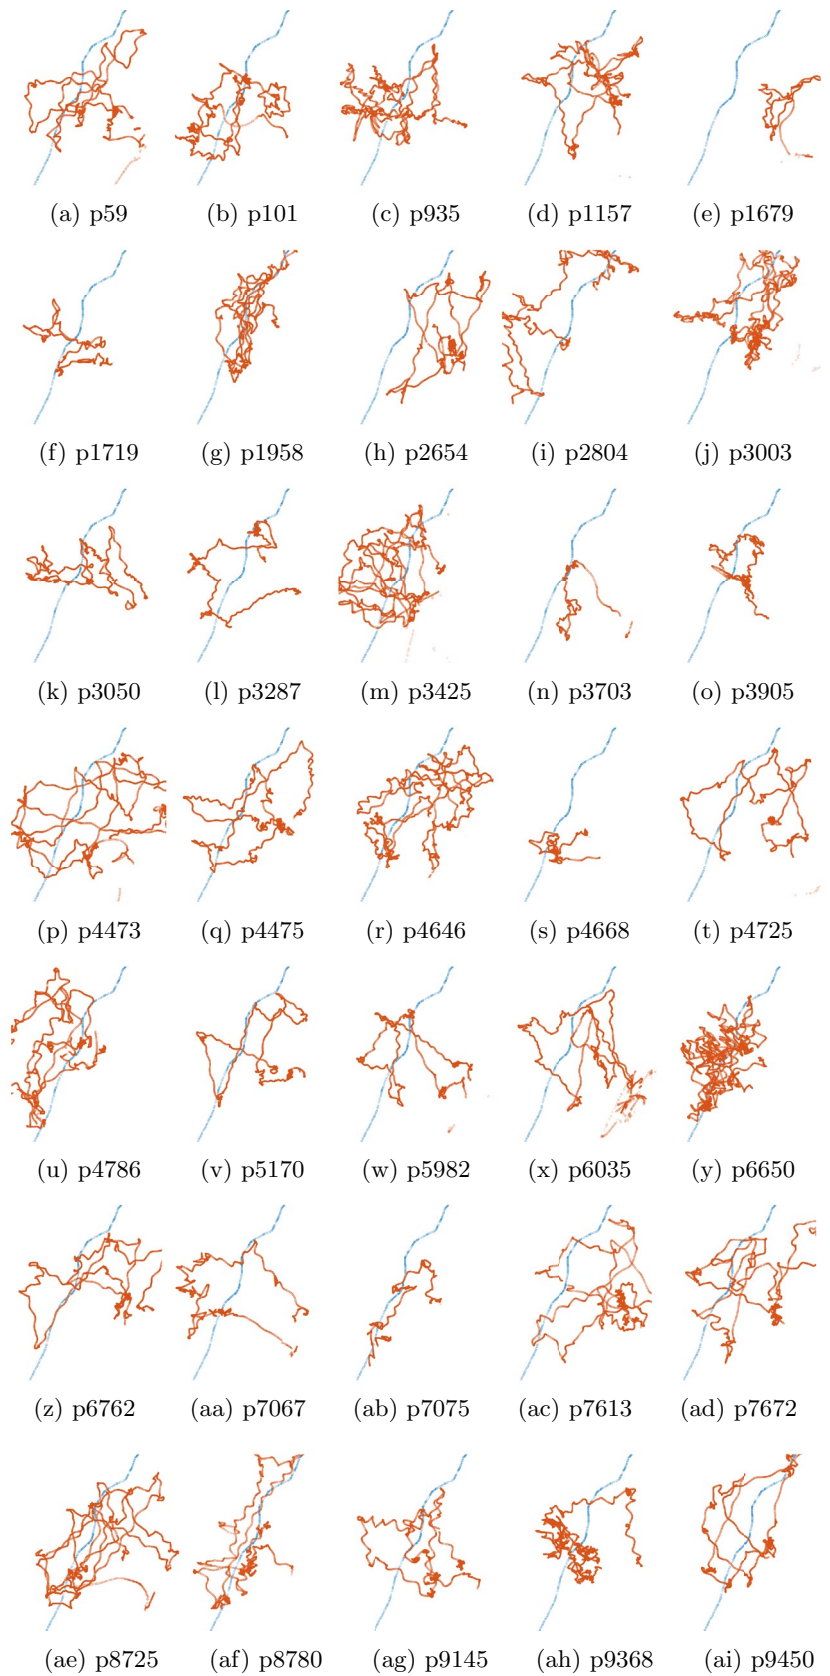 (a) p59 (b) p101 (c) p935 (d) p1157 (e) p1679
(f) p1719 (g) p1958 (h) p2654 (i) p2804 (j) p3003
(k) p3050 (l) p3287 (m) p3425 (n) p3703 (o) p3905
(p) p4473 (q) p4475 (r) p4646 (s) p4668 (t) p4725
(u) p4786 (v) p5170 (w) p5982 (x) p6035 (y) p6650
(z) p6762 (aa) p7067 (ab) p7075 (ac) p7613 (ad) p7672
(ae) p8725 (af) p8780 (ag) p9145 (ah) p9368 (ai) p9450